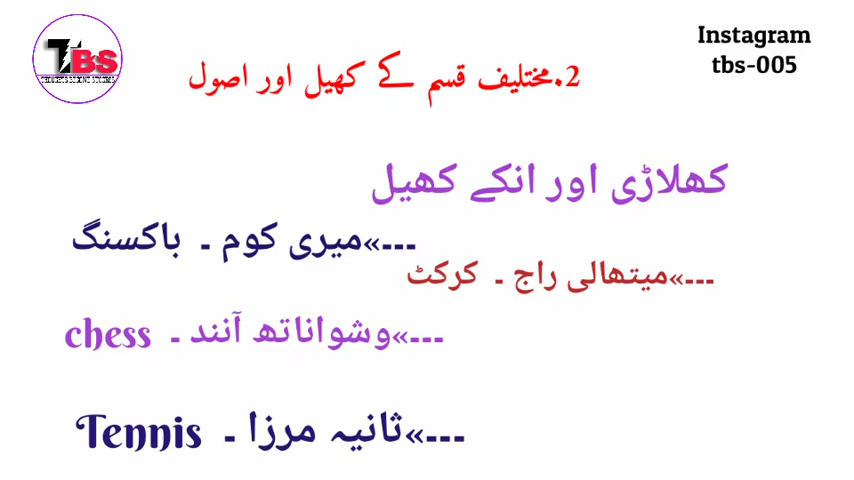 TBS
Instagram
tbs-005
2.مختلیف قسم کے کھیل اور اصول
کھلاڑی اور انکے کھیل
---»میری کوم ۔ باکسنگ
---»میتھالی راج ۔ کرکٹ
---»وشواناتھ آنند ۔ chess
---»ثانیہ مرزا ۔ Tennis